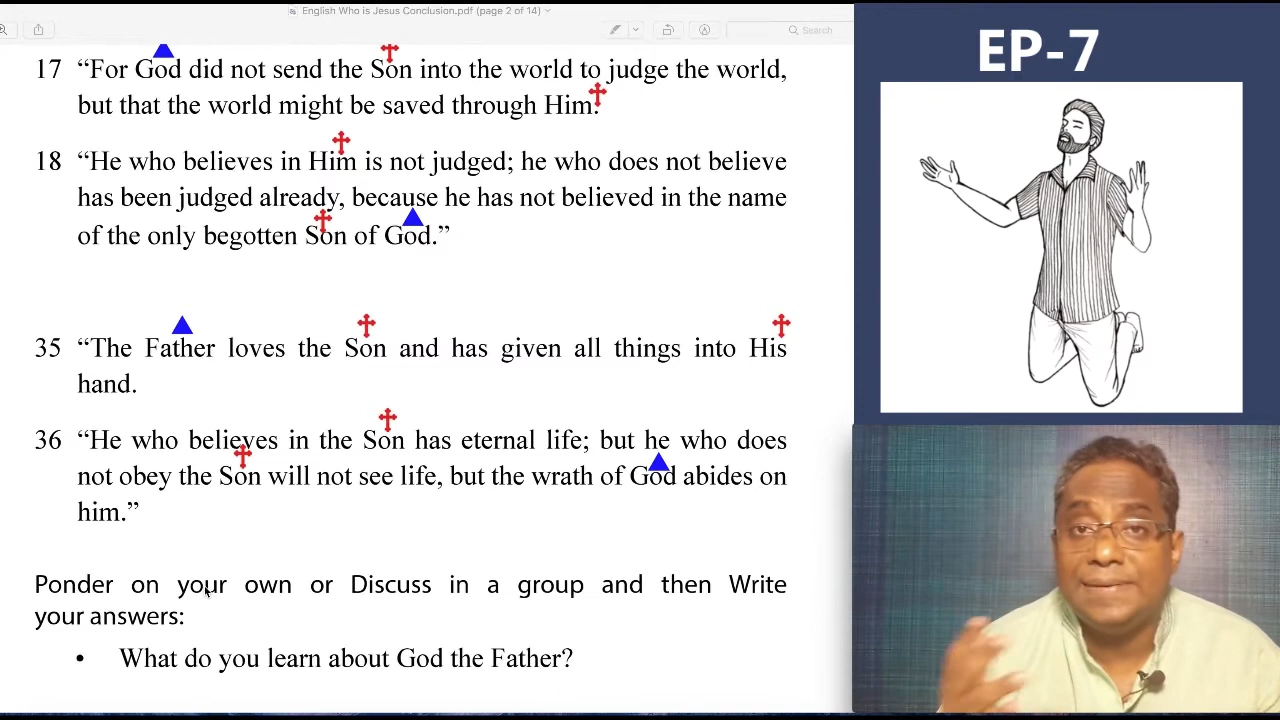 English Who is Jesus Conclusion.pdf (page 2 of 14)
Search
EP-7
17 “For God did not send the Son into the world to judge the world,
but that the world might be saved through Him.
18 “He who believes in Him is not judged; he who does not believe
has been judged already, because he has not believed in the name
of the only begotten Son of God.”
35 “The Father loves the Son and has given all things into His
hand.
36 “He who believes in the Son has eternal life; but he who does
not obey the Son will not see life, but the wrath of God abides on
him.”
Ponder on your own or Discuss in a group and then Write
your answers:
• What do you learn about God the Father?